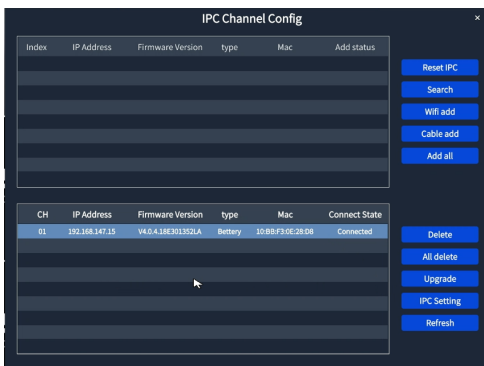 IPC Channel Config ×
Index IP Address Firmware Version type Mac Add status
Reset IPC
Search
Wifi add
Cable add
Add all
CH IP Address Firmware Version type Mac Connect State
01 192.168.147.15 V4.0.4.18E301352LA Bettery 10:BB:F3:0E:28:D8 Connected
Delete
All delete
Upgrade
IPC Setting
Refresh